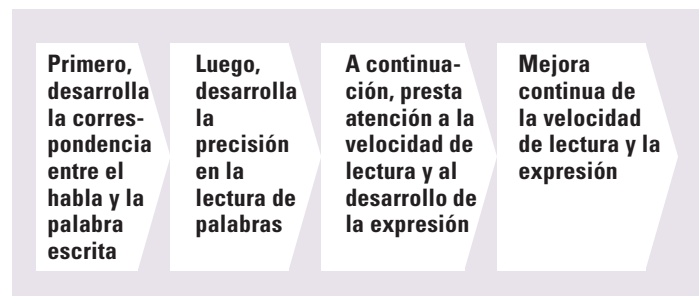 Primero,
desarrolla
la corres-
pondencia
entre el
habla y la
palabra
escrita
Luego,
desarrolla
la
precisión
en la
lectura de
palabras
A continua-
ción, presta
atención a la
velocidad de
lectura y al
desarrollo de
la expresión
Mejora
continua de
la velocidad
de lectura y la
expresión